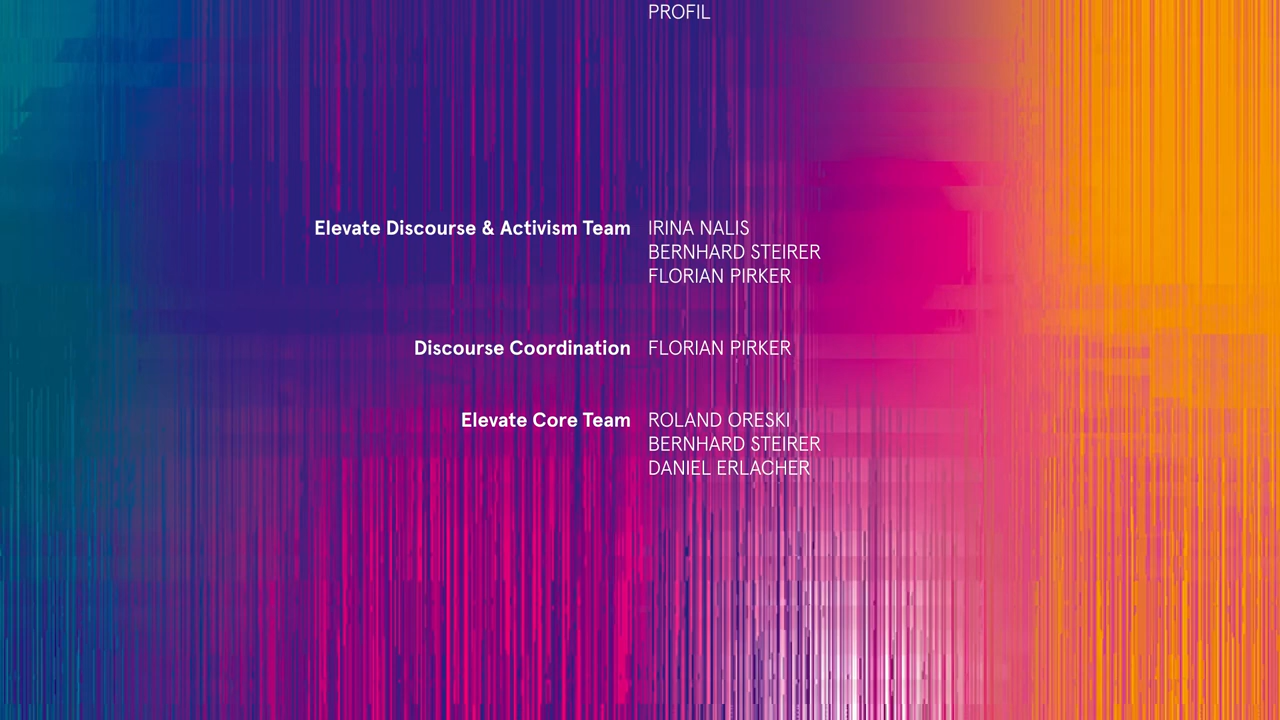 PROFIL
Elevate Discourse & Activism Team IRINA NALIS
BERNHARD STEIRER
FLORIAN PIRKER
Discourse Coordination FLORIAN PIRKER
Elevate Core Team ROLAND ORESKI
BERNHARD STEIRER
DANIEL ERLACHER